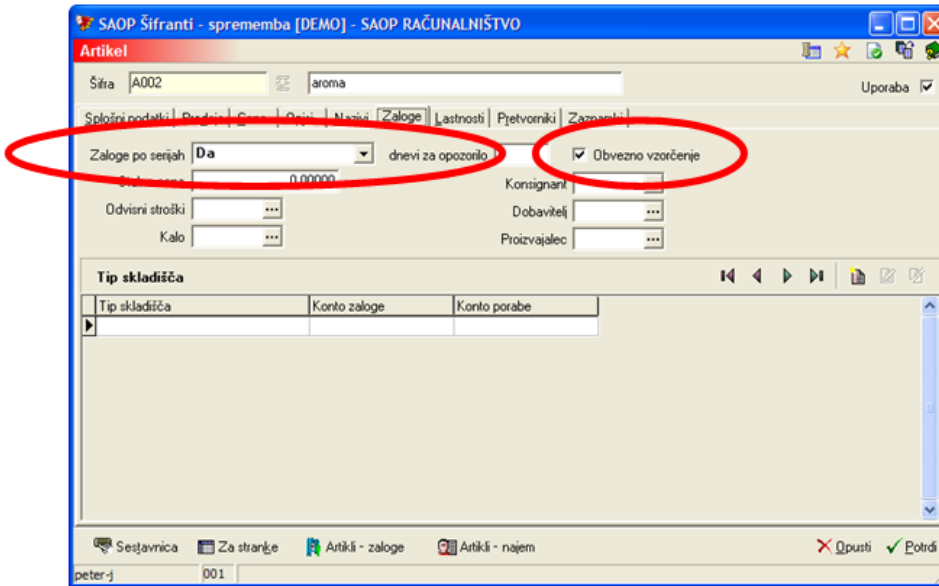 SAOP Šifranti - sprememba [DEMO] - SAOP RAČUNALNIŠTVO
Artikel
Šifra A002 aroma Uporaba
Splošni podatki Prodaja Cene Opisi Nazivi Zaloge Lastnosti Pretvorniki Zaznamki
Zaloge po serijah Da dnevi za opozorilo Obvezno vzorčenje
cena 0,00000 Konsignant
Odvisni stroški Dobavitelj
Kalo Proizvajalec
Tip skladišča
Tip skladišča Konto zaloge Konto porabe
Sestavnica Za stranke Artikli - zaloge Artikli - najem Opusti Potrdi
peter-j 001